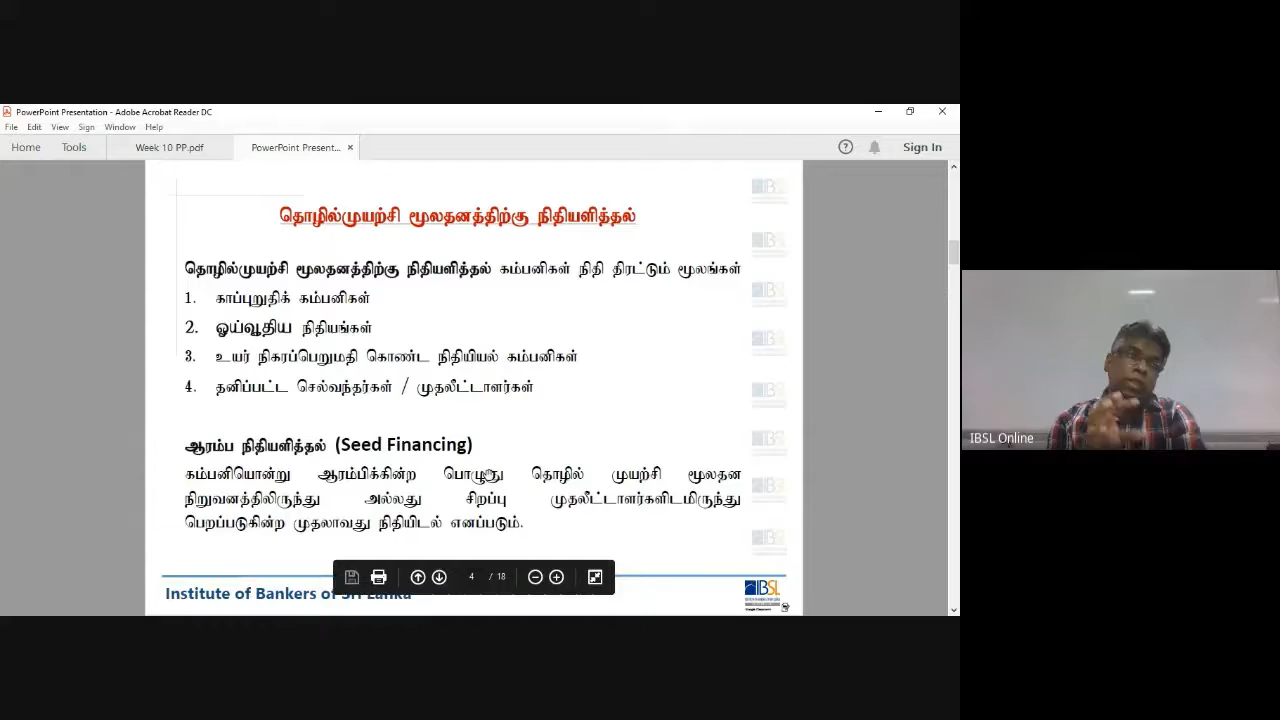 PowerPoint Presentation - Adobe Acrobat Reader DC
File Edit View Sign Window Help
Home Tools Week 10 PP.pdf PowerPoint Present... Sign In
தொழில்முயற்சி மூலதனத்திற்கு நிதியளித்தல்
தொழில்முயற்சி மூலதனத்திற்கு நிதியளித்தல் கம்பனிகள் நிதி திரட்டும் மூலங்கள்
1. காப்புறுதிக் கம்பனிகள்
2. ஓய்வூதிய நிதியங்கள்
3. உயர் நிகரப்பெறுமதி கொண்ட நிதியியல் கம்பனிகள்
4. தனிப்பட்ட செல்வந்தர்கள் / முதலீட்டாளர்கள்
ஆரம்ப நிதியளித்தல் (Seed Financing)
கம்பனியொன்று ஆரம்பிக்கின்ற பொழுது தொழில் முயற்சி மூலதன
நிறுவனத்திலிருந்து அல்லது சிறப்பு முதலீட்டாளர்களிடமிருந்து
பெறப்படுகின்ற முதலாவது நிதியிடல் எனப்படும்.
4 / 18
Institute of Bankers of Sri Lanka
IBSL
IBSL Online